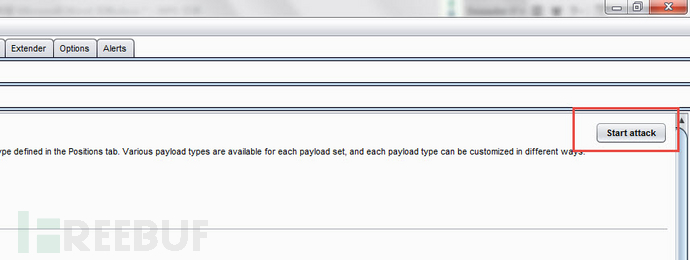 Extender Options Alerts
Start attack
ype defined in the Positions tab. Various payload types are available for each payload set, and each payload type can be customized in different ways.
REEBUF